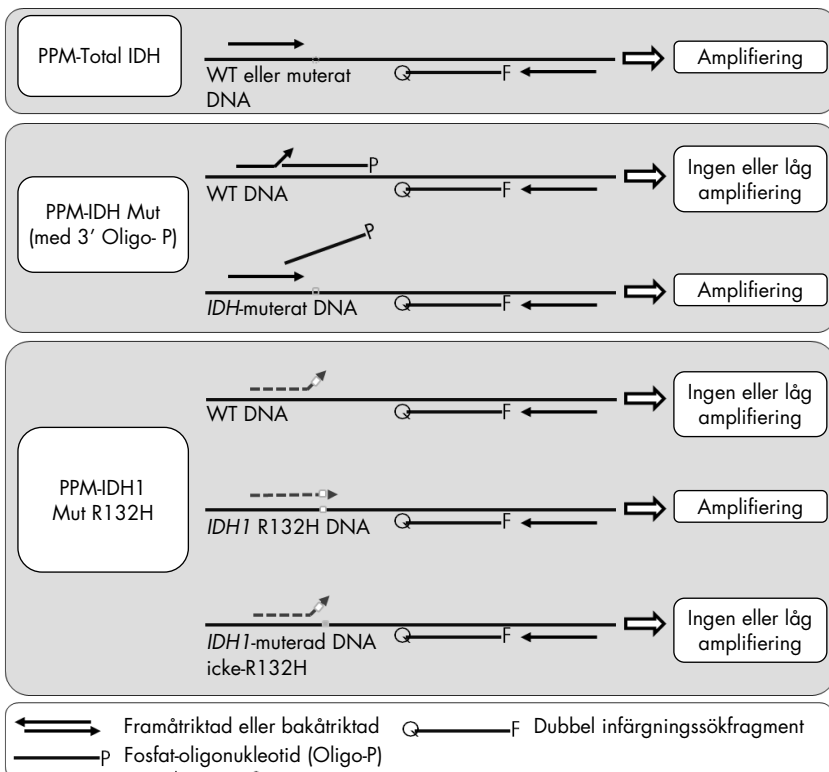 PPM-Total IDH
WT eller muterat
DNA
Q
F
Amplifiering
PPM-IDH Mut
(med 3’ Oligo- P)
P
WT DNA
Q
F
Ingen eller låg
amplifiering
P
IDH-muterat DNA
Q
F
Amplifiering
PPM-IDH1
Mut R132H
WT DNA
Q
F
Ingen eller låg
amplifiering
IDH1 R132H DNA
Q
F
Amplifiering
IDH1-muterad DNA
icke-R132H
Q
F
Ingen eller låg
amplifiering
Framåtriktad eller bakåtriktad
Q
F Dubbel infärgningssökfragment
P Fosfat-oligonukleotid (Oligo-P)